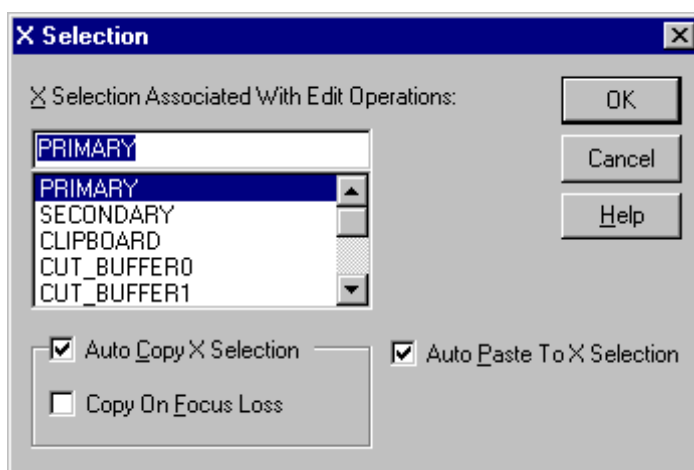 X Selection
X Selection Associated With Edit Operations:
PRIMARY
PRIMARY
SECONDARY
CLIPBOARD
CUT_BUFFER0
CUT_BUFFER1
OK
Cancel
Help
Auto Copy X Selection
Copy On Focus Loss
Auto Paste To X Selection